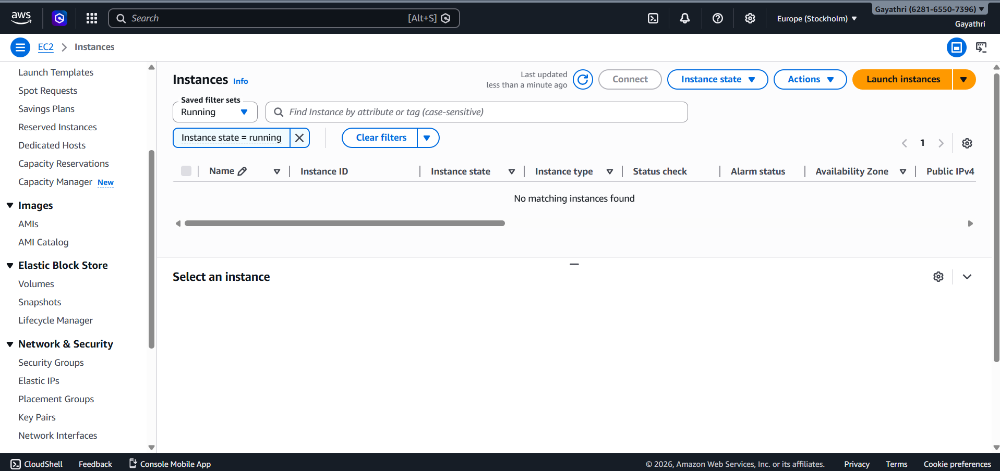 aws
Search
[Alt+S]
Europe (Stockholm)
Gayathri (6281-6550-7396)
Gayathri
EC2
Instances
Launch Templates
Spot Requests
Savings Plans
Reserved Instances
Dedicated Hosts
Capacity Reservations
Capacity Manager New
Images
AMIs
AMI Catalog
Elastic Block Store
Volumes
Snapshots
Lifecycle Manager
Network & Security
Security Groups
Elastic IPs
Placement Groups
Key Pairs
Network Interfaces
Instances Info
Last updated
less than a minute ago
Connect
Instance state
Actions
Launch instances
Saved filter sets
Running
Find Instance by attribute or tag (case-sensitive)
Instance state = running
Clear filters
1
Name
Instance ID
Instance state
Instance type
Status check
Alarm status
Availability Zone
Public IPv4
No matching instances found
Select an instance
CloudShell
Feedback
Console Mobile App
© 2026, Amazon Web Services, Inc. or its affiliates.
Privacy
Terms
Cookie preferences